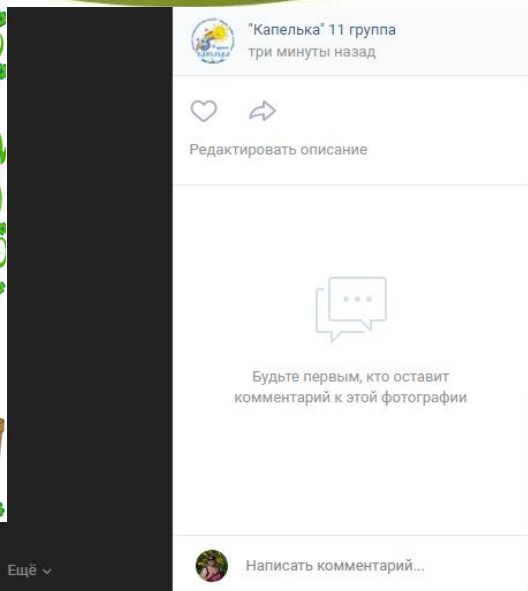 "Капелька" 11 группа
три минуты назад
Редактировать описание
Будьте первым, кто оставит
комментарий к этой фотографии
Ещё
Написать комментарий...